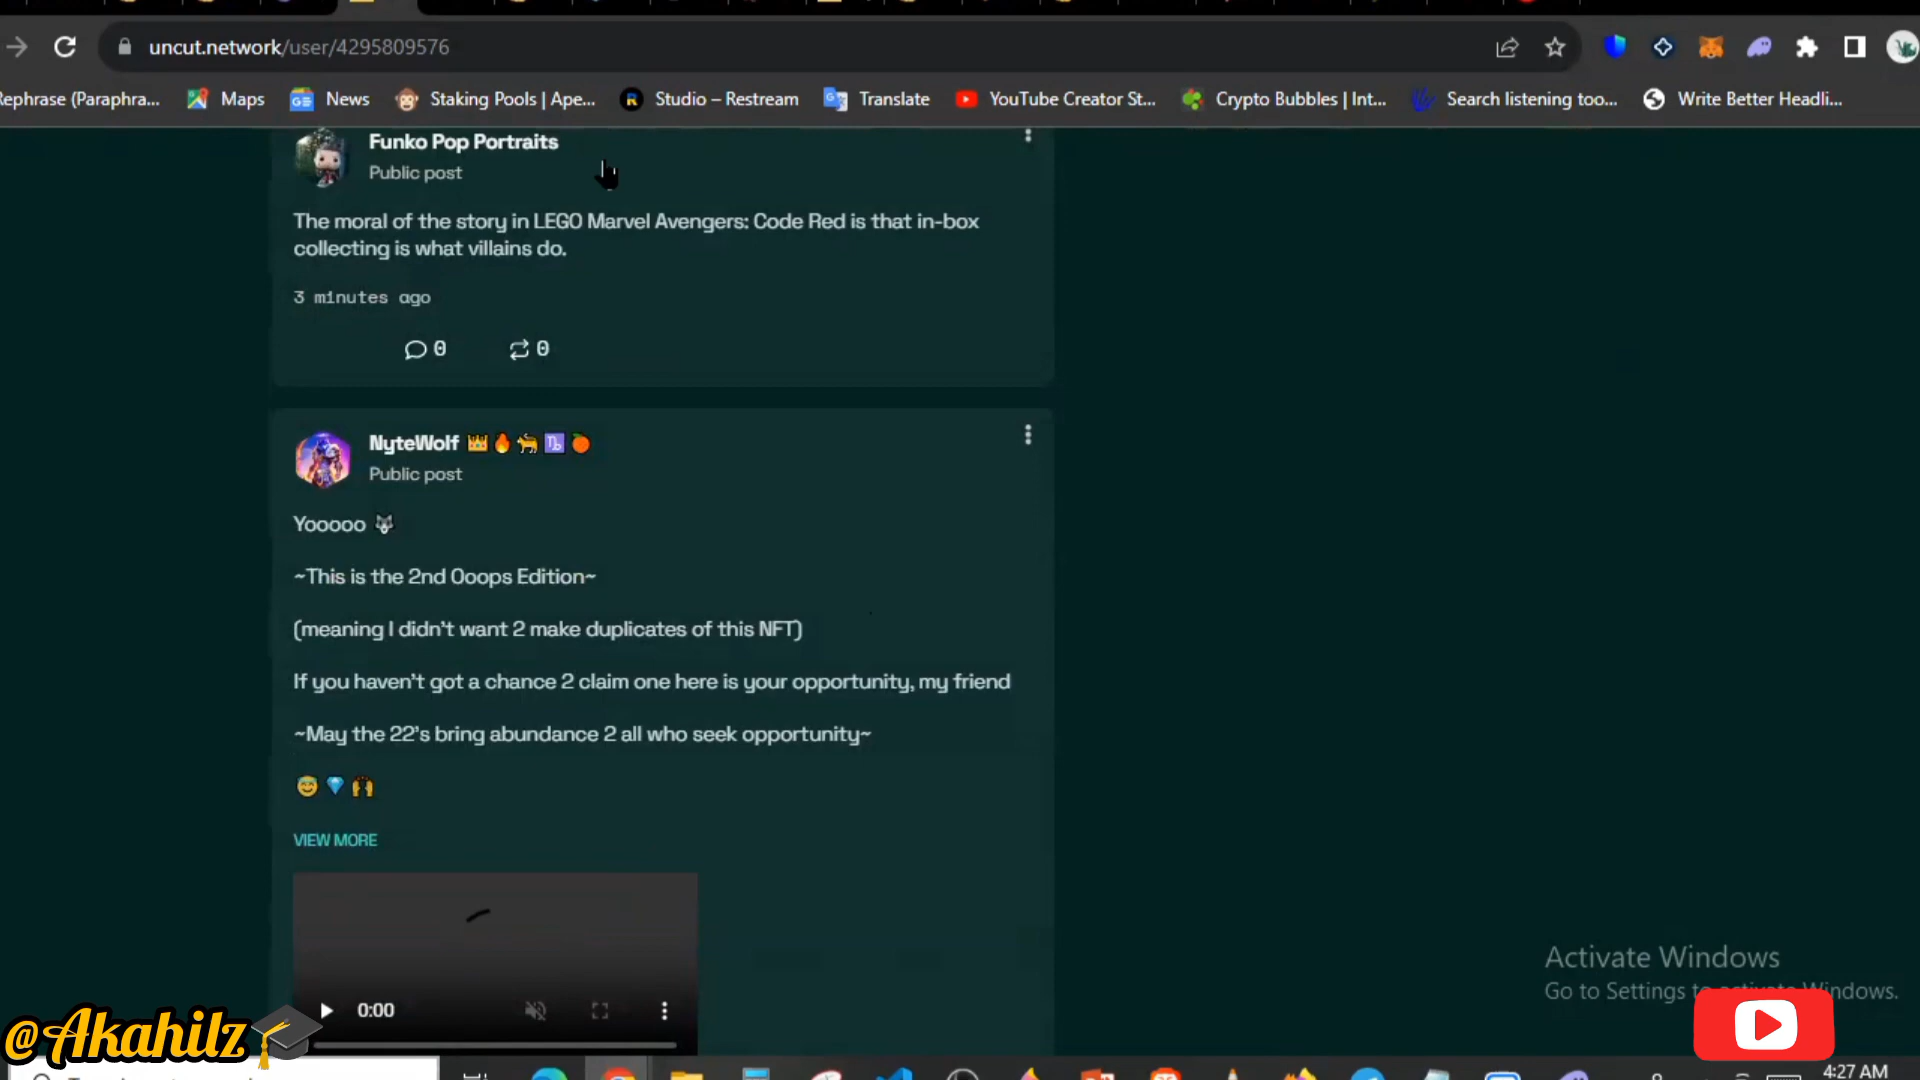 uncut.network/user/4295809576
Rephrase (Paraphra... Maps News Staking Pools | Ape... Studio – Restream Translate YouTube Creator St... Crypto Bubbles | Int... Search listening too... Write Better Headli...
Funko Pop Portraits
Public post
The moral of the story in LEGO Marvel Avengers: Code Red is that in-box
collecting is what villains do.
3 minutes ago
0 0
NyteWolf 👑🔥🐅♑🍊
Public post
Yooooo 🐺
~This is the 2nd Ooops Edition~
(meaning I didn't want 2 make duplicates of this NFT)
If you haven't got a chance 2 claim one here is your opportunity, my friend
~May the 22's bring abundance 2 all who seek opportunity~
😇💎🙌
VIEW MORE
0:00
Activate Windows
Go to Settings to activate Windows.
@Akahilz
4:27 AM